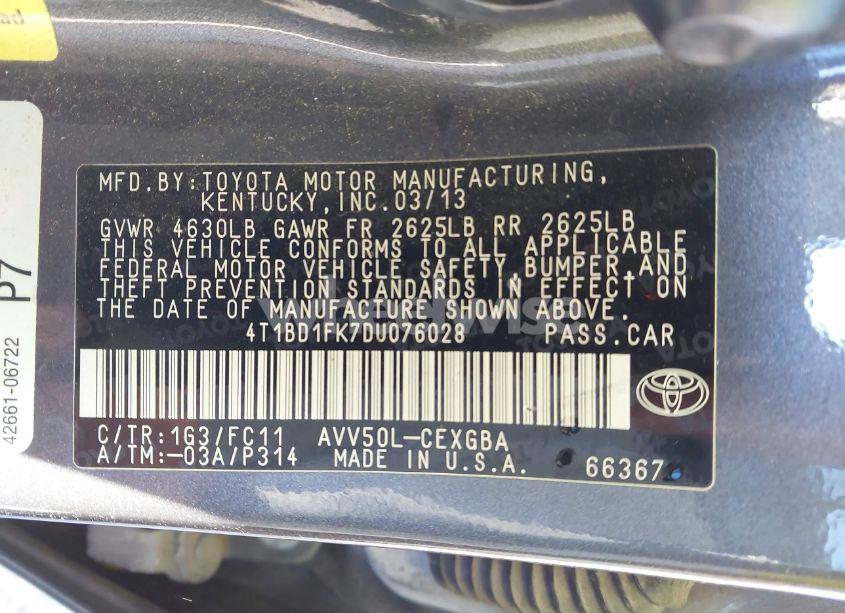 ad
P7
42661-06722
MFD.BY:TOYOTA MOTOR MANUFACTURING,
KENTUCKY,INC.03/13
GVWR 4630LB GAWR FR 2625LB RR 2625LB
THIS VEHICLE CONFORMS TO ALL APPLICABLE
FEDERAL MOTOR VEHICLE SAFETY,BUMPER,AND
THEFT PREVENTION STANDARDS IN EFFECT ON
THE DATE OF MANUFACTURE SHOWN ABOVE.
4T1BD1FK7DU076028 PASS.CAR
C/TR:1G3/FC11 AVV50L-CEXGBA
A/TM:-03A/P314 MADE IN U.S.A. 66367